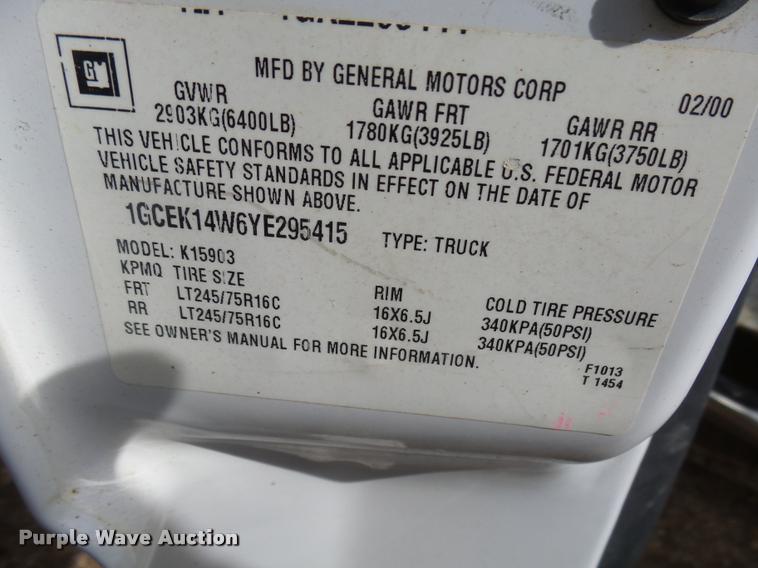 GM
MFD BY GENERAL MOTORS CORP 02/00
GVWR GAWR FRT GAWR RR
2903KG(6400LB) 1780KG(3925LB) 1701KG(3750LB)
THIS VEHICLE CONFORMS TO ALL APPLICABLE U.S. FEDERAL MOTOR
VEHICLE SAFETY STANDARDS IN EFFECT ON THE DATE OF
MANUFACTURE SHOWN ABOVE.
1GCEK14W6YE295415 TYPE: TRUCK
MODEL: K15903
KPMQ TIRE SIZE RIM COLD TIRE PRESSURE
FRT LT245/75R16C 16X6.5J 340KPA(50PSI)
RR LT245/75R16C 16X6.5J 340KPA(50PSI)
SEE OWNER'S MANUAL FOR MORE INFORMATION.
F1013
T 1454
Purple Wave Auction